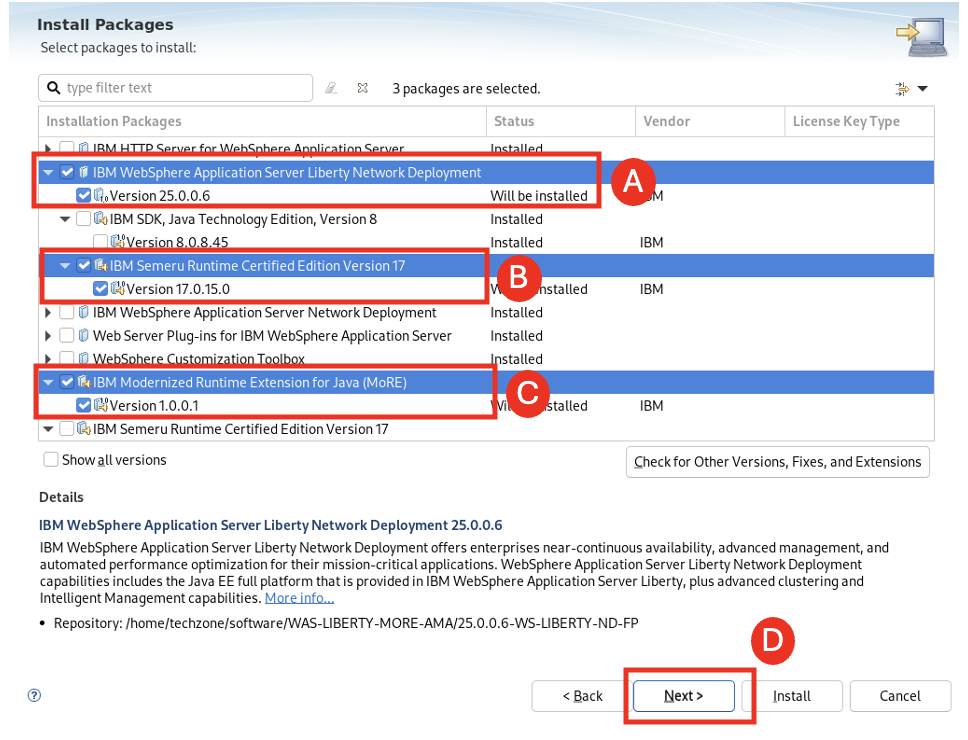 Install Packages
Select packages to install:
type filter text
3 packages are selected.
Installation Packages Status Vendor License Key Type
IBM HTTP Server for WebSphere Application Server Installed
IBM WebSphere Application Server Liberty Network Deployment
A
Version 25.0.0.6 Will be installed IBM
IBM SDK, Java Technology Edition, Version 8 Installed
Version 8.0.8.45 Installed IBM
IBM Semeru Runtime Certified Edition Version 17
B
Version 17.0.15.0 installed IBM
IBM WebSphere Application Server Network Deployment Installed
Web Server Plug-ins for IBM WebSphere Application Server Installed
WebSphere Customization Toolbox Installed
IBM Modernized Runtime Extension for Java (MoRE)
C
Version 1.0.0.1 installed IBM
IBM Semeru Runtime Certified Edition Version 17
Show all versions
Check for Other Versions, Fixes, and Extensions
Details
IBM WebSphere Application Server Liberty Network Deployment 25.0.0.6
IBM WebSphere Application Server Liberty Network Deployment offers enterprises near-continuous availability, advanced management, and
automated performance optimization for their mission-critical applications. WebSphere Application Server Liberty Network Deployment
capabilities includes the Java EE full platform that is provided in IBM WebSphere Application Server Liberty, plus advanced clustering and
Intelligent Management capabilities. More info...
• Repository: /home/techzone/software/WAS-LIBERTY-MORE-AMA/25.0.0.6-WS-LIBERTY-ND-FP
D
< Back Next > Install Cancel